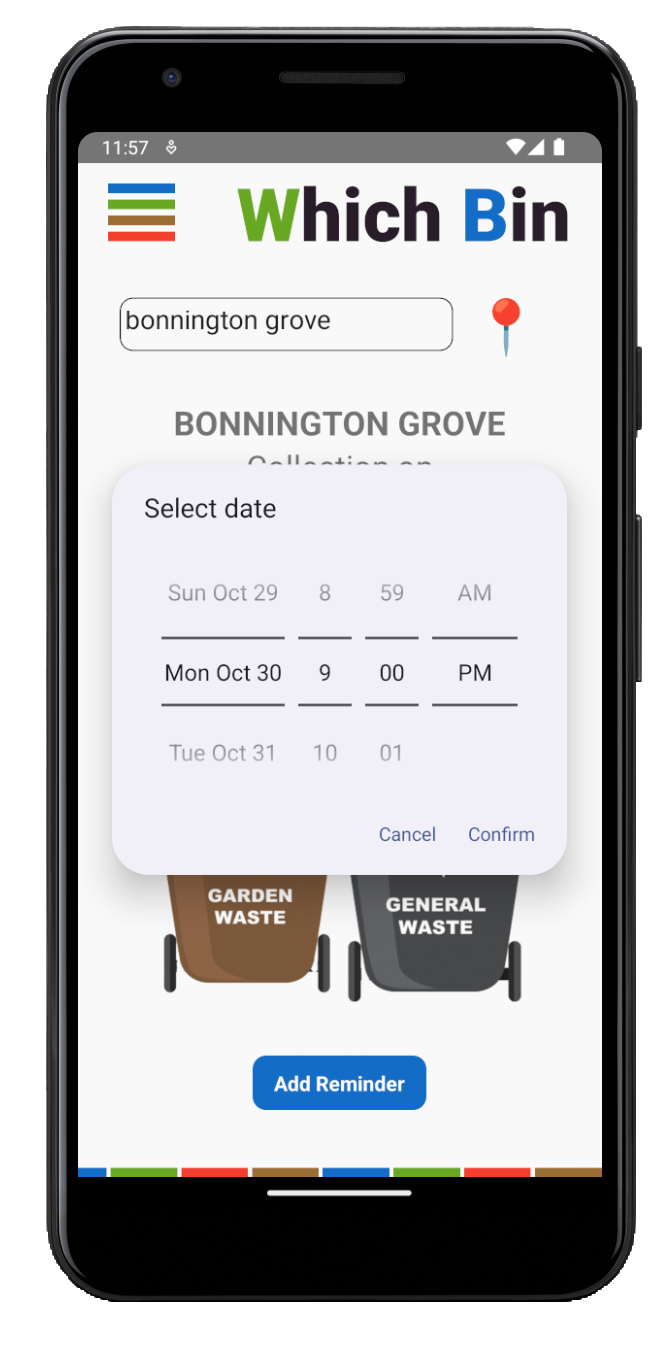 11:57
Which Bin
bonnington grove
BONNINGTON GROVE
Collection on
Select date
Sun Oct 29 8 59 AM
Mon Oct 30 9 00 PM
Tue Oct 31 10 01
Cancel Confirm
GARDEN
WASTE
GENERAL
WASTE
Add Reminder